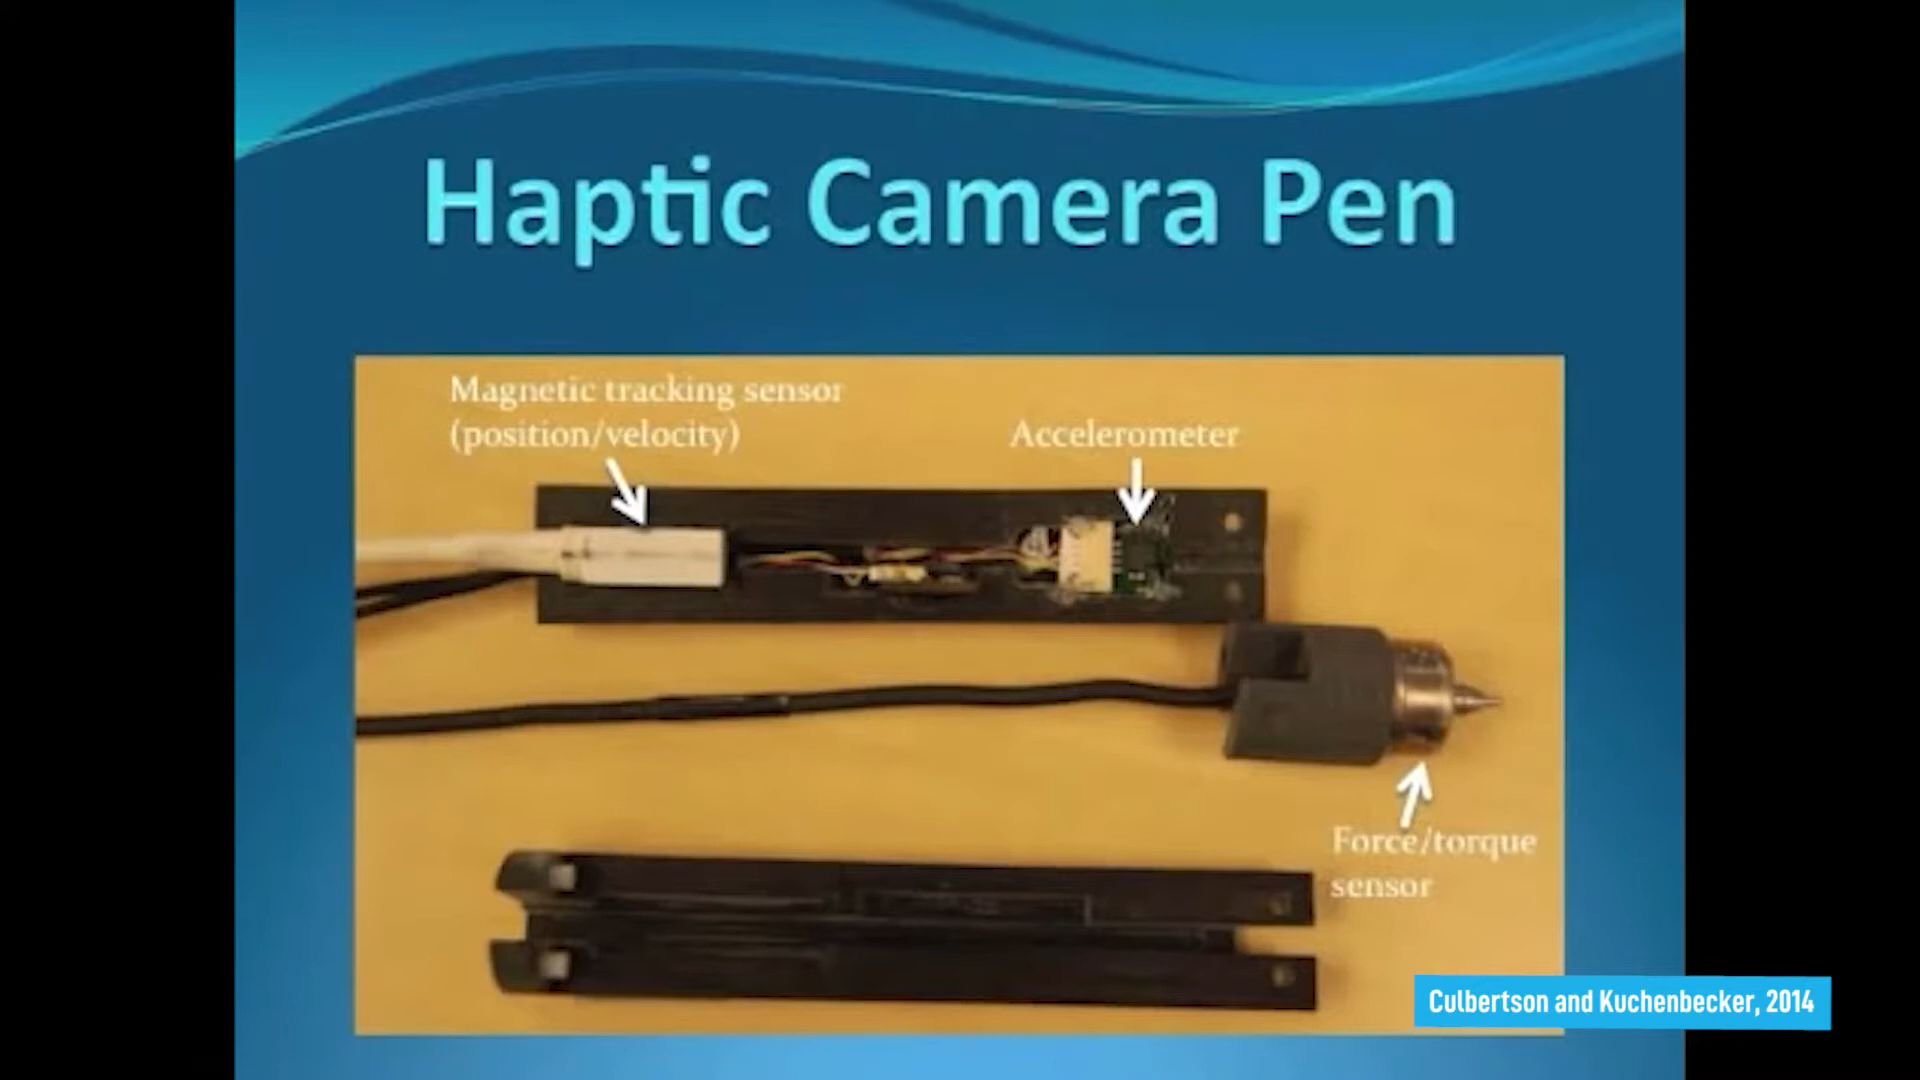 Haptic Camera Pen
Magnetic tracking sensor
(position/velocity)
Accelerometer
Force/torque
sensor
Culbertson and Kuchenbecker, 2014